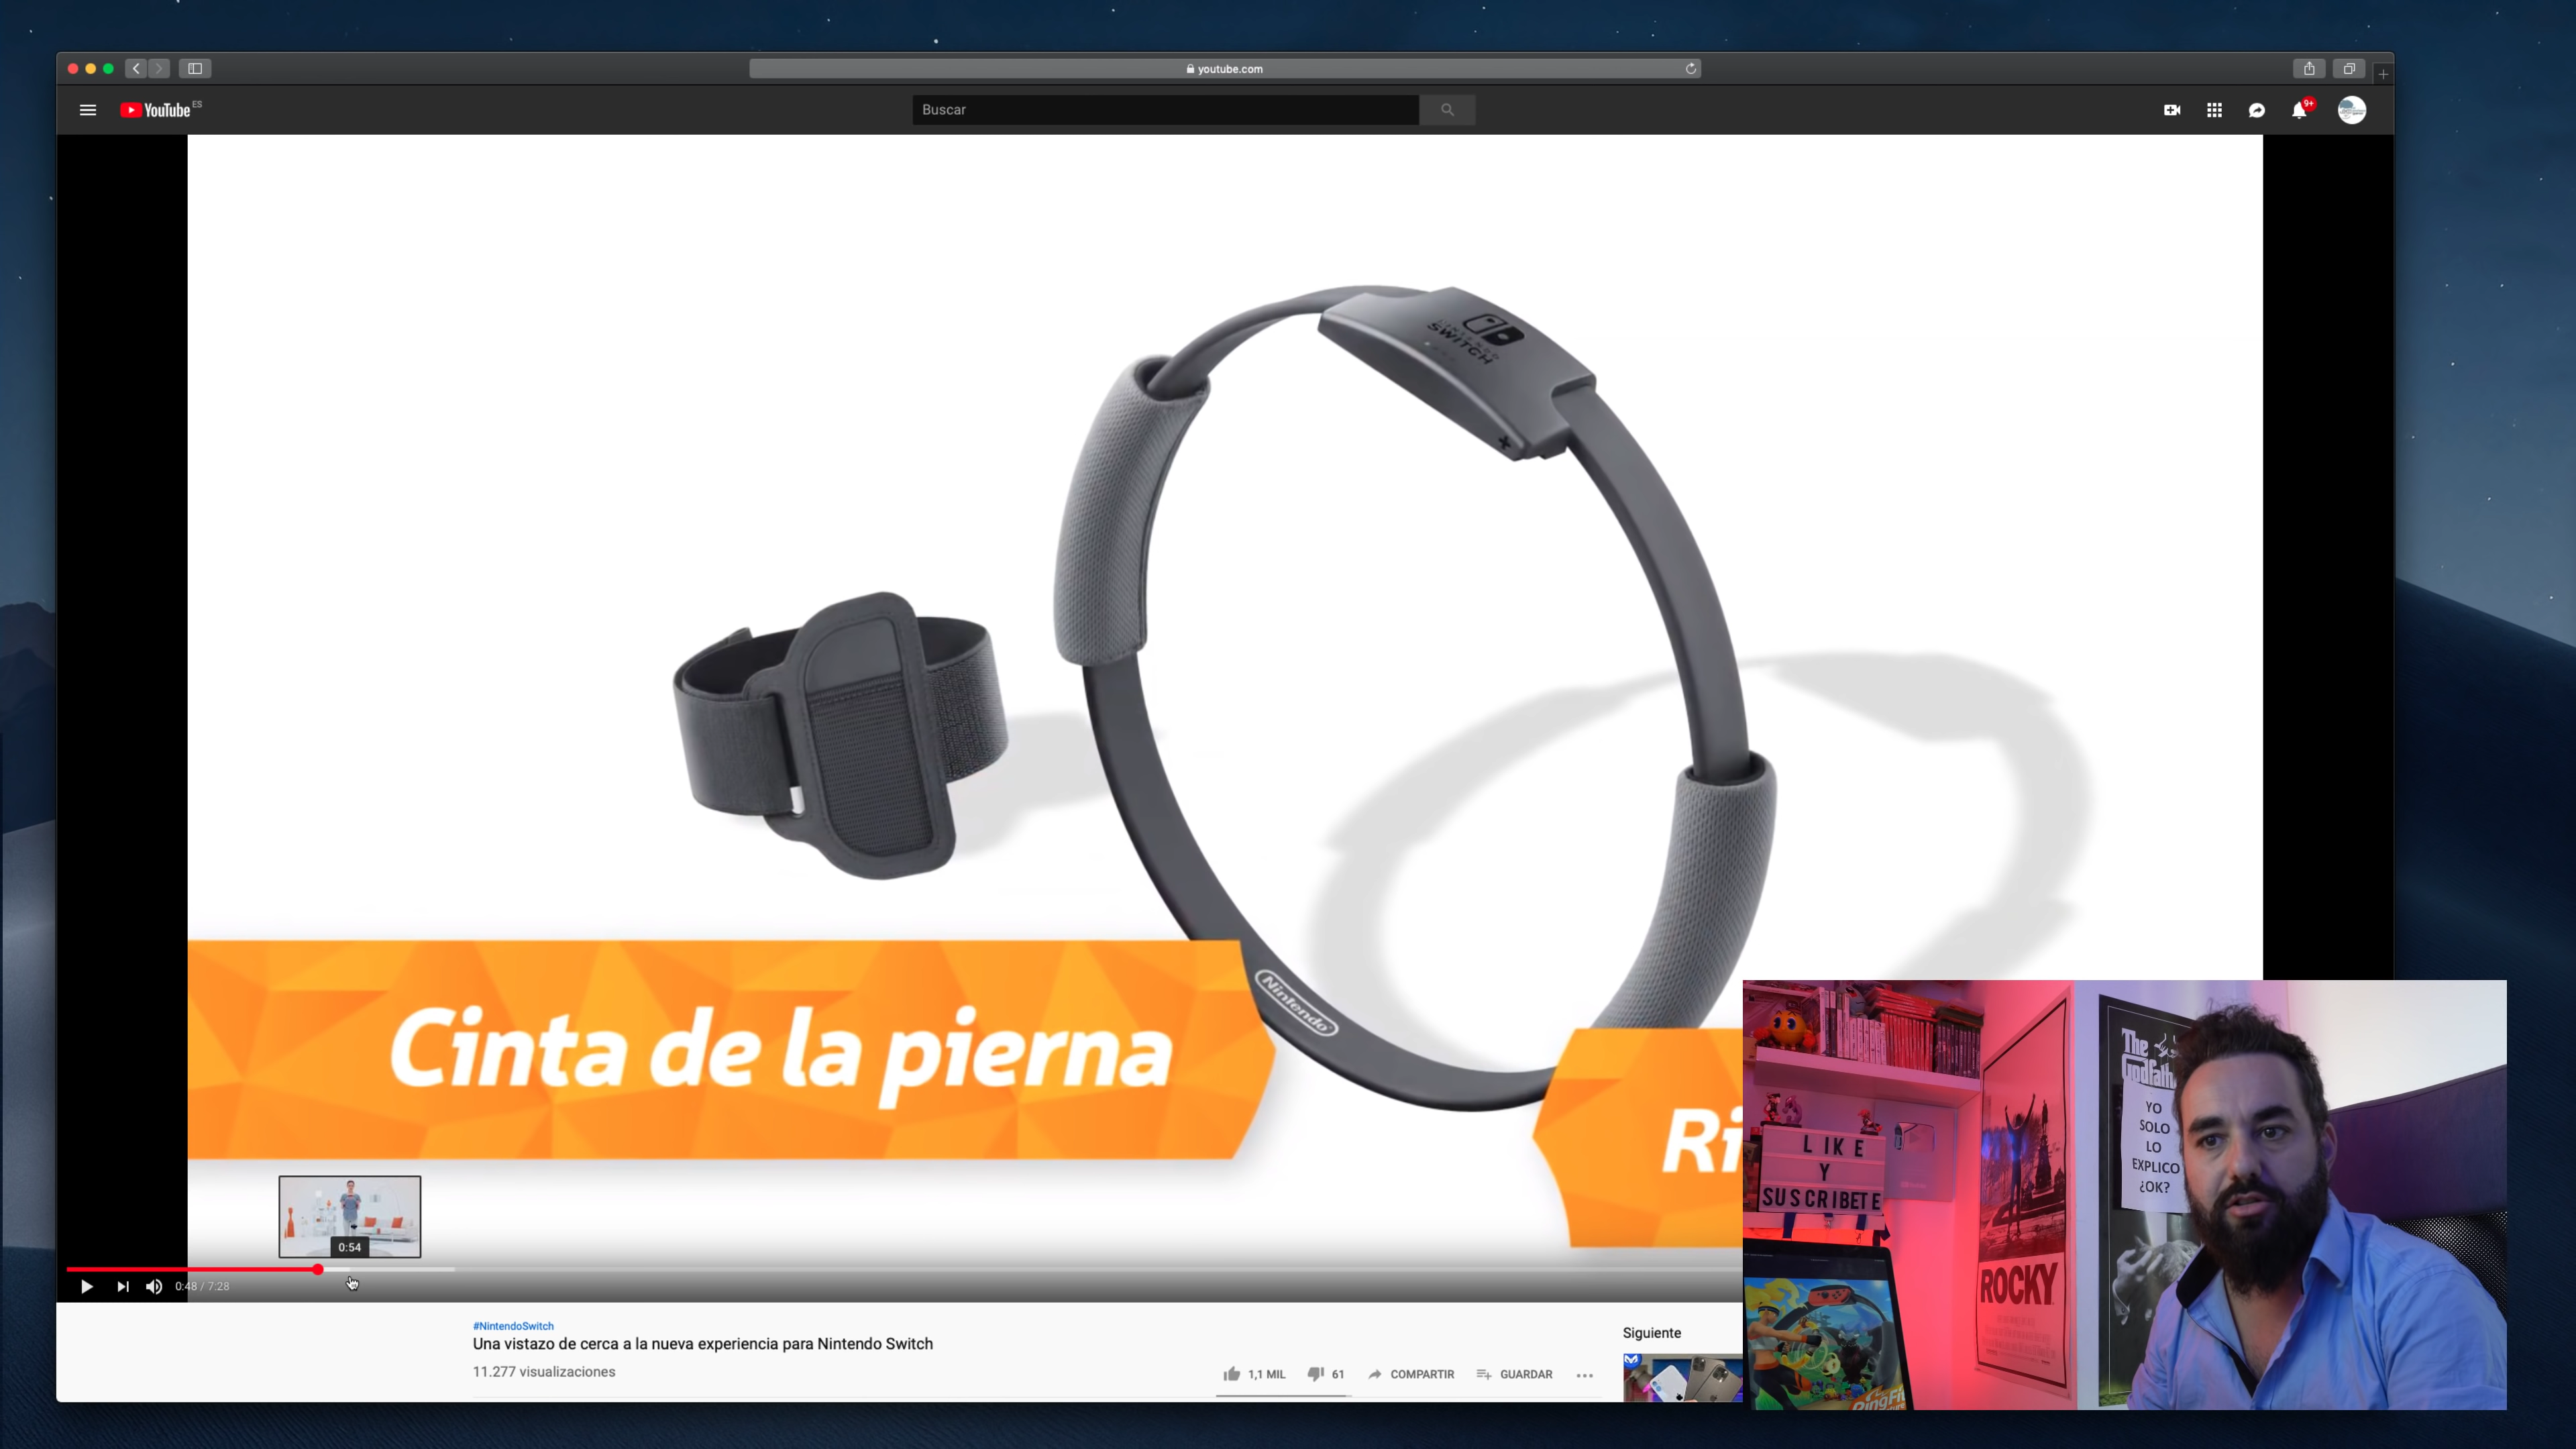 youtube.com
YouTube ES
Buscar
9+
SWITCH
Nintendo
Cinta de la pierna
Ri
0:54
0:48 / 7:28
#NintendoSwitch
Una vistazo de cerca a la nueva experiencia para Nintendo Switch
11.277 visualizaciones
1,1 MIL
61
COMPARTIR
GUARDAR
Siguiente
LIKE
Y
SUSCRIBETE
The
Godfath
YO
SOLO
LO
EXPLICO
¿OK?
ROCKY
RingFi